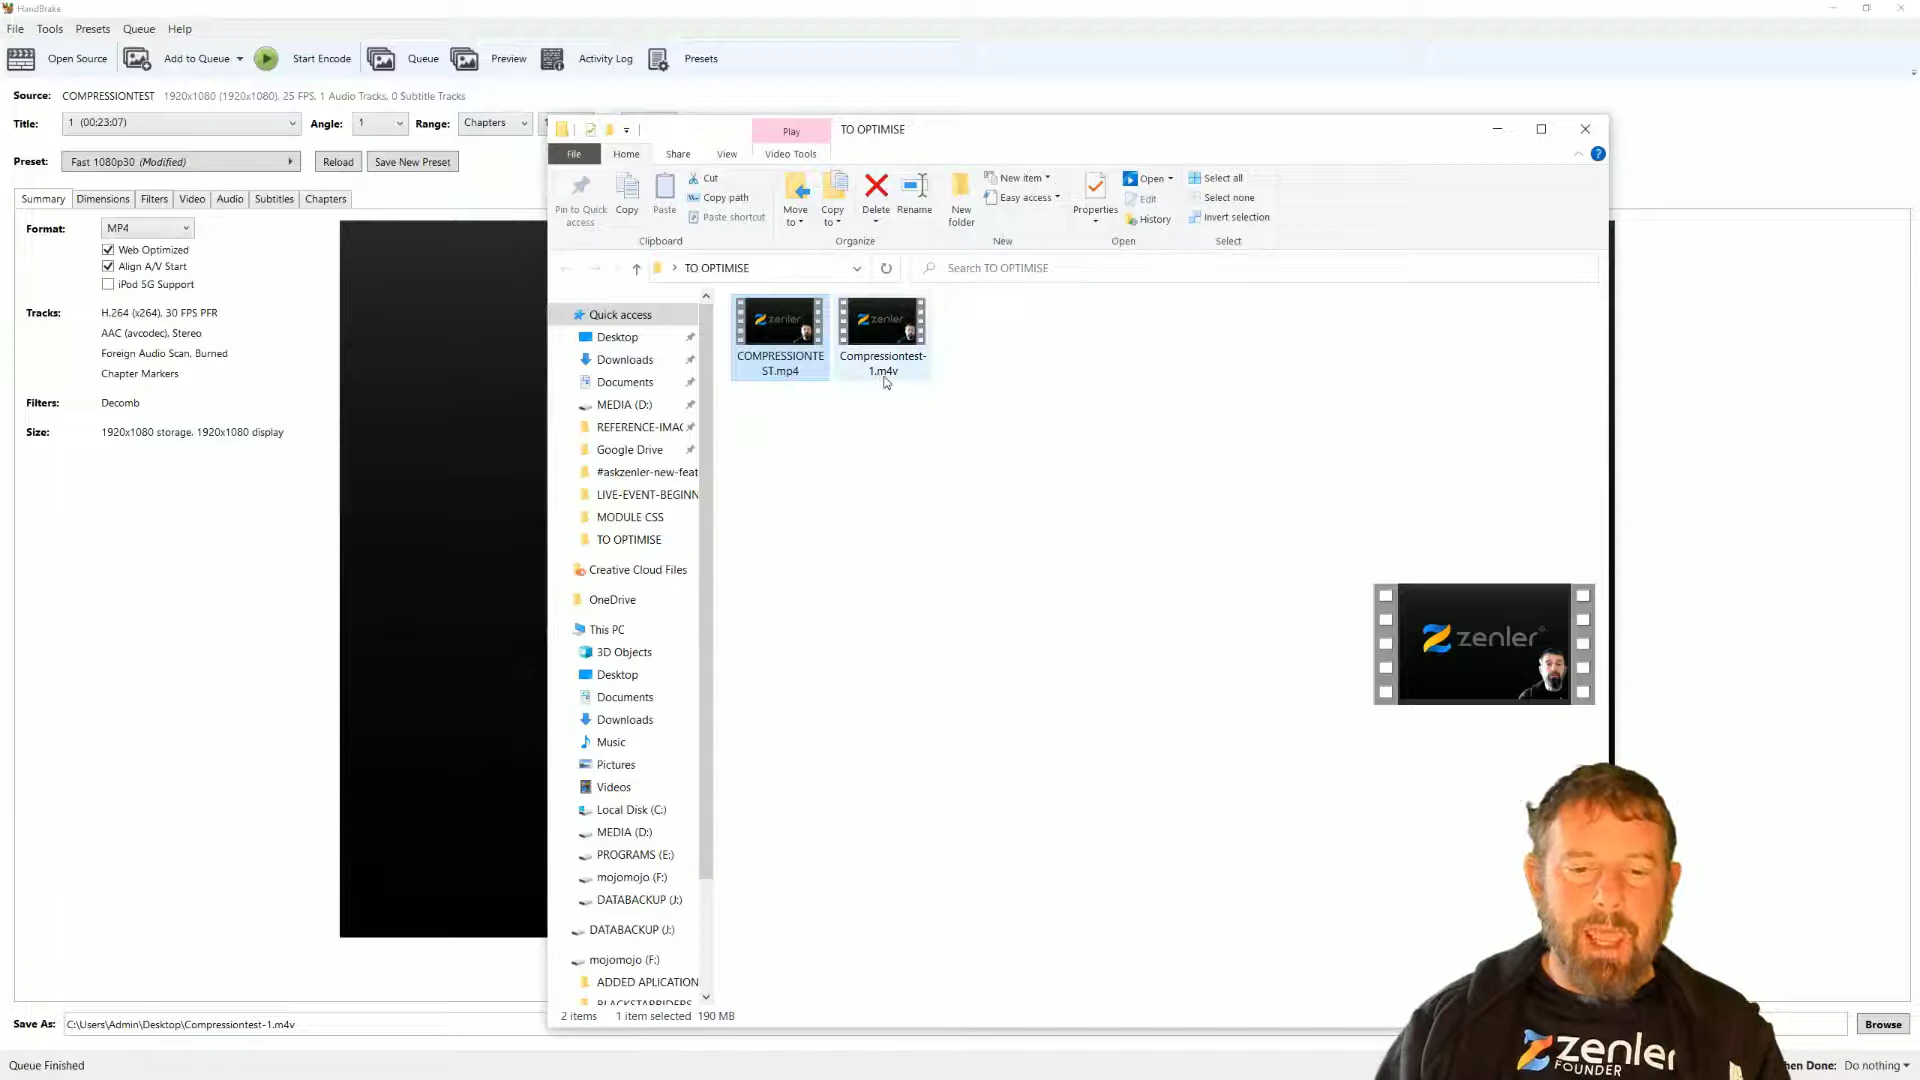 HandBrake
File Tools Presets Queue Help
Open Source Add to Queue Start Encode Queue Preview Activity Log Presets
Source: COMPRESSIONTEST 1920x1080 (1920x1080), 25 FPS, 1 Audio Tracks, 0 Subtitle Tracks
Title: 1 (00:23:07) Angle: 1 Range: Chapters
Preset: Fast 1080p30 (Modified) Reload Save New Preset
Summary Dimensions Filters Video Audio Subtitles Chapters
Format: MP4
Web Optimized
Align A/V Start
iPod 5G Support
Tracks: H.264 (x264), 30 FPS PFR
AAC (avcodec), Stereo
Foreign Audio Scan, Burned
Chapter Markers
Filters: Decomb
Size: 1920x1080 storage, 1920x1080 display
Play TO OPTIMISE
File Home Share View Video Tools
Pin to Quick access
Copy
Paste
Cut
Copy path
Paste shortcut
Clipboard
Move to
Copy to
Delete
Rename
Organize
New folder
New item
Easy access
New
Properties
Open
Edit
History
Open
Select all
Select none
Invert selection
Select
TO OPTIMISE Search TO OPTIMISE
Quick access
Desktop
Downloads
Documents
MEDIA (D:)
REFERENCE-IMAG
Google Drive
#askzenler-new-feat
LIVE-EVENT-BEGINN
MODULE CSS
TO OPTIMISE
Creative Cloud Files
OneDrive
This PC
3D Objects
Desktop
Documents
Downloads
Music
Pictures
Videos
Local Disk (C:)
MEDIA (D:)
PROGRAMS (E:)
mojomojo (F:)
DATABACKUP (J:)
DATABACKUP (J:)
mojomojo (F:)
ADDED APLICATION
zenler
COMPRESSIONTE
ST.mp4
zenler
Compressiontest-
1.m4v
zenler
2 items 1 item selected 190 MB
zenler
FOUNDER
Save As: C:\Users\Admin\Desktop\Compressiontest-1.m4v Browse
Queue Finished
hen Done: Do nothing